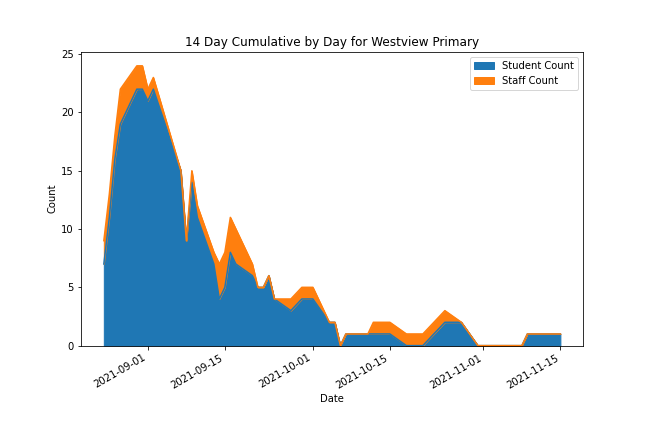 14 Day Cumulative by Day for Westview Primary
25
20
15
10
5
0
Count
Student Count
Staff Count
2021-09-01
2021-09-15
2021-10-01
2021-10-15
2021-11-01
2021-11-15
Date